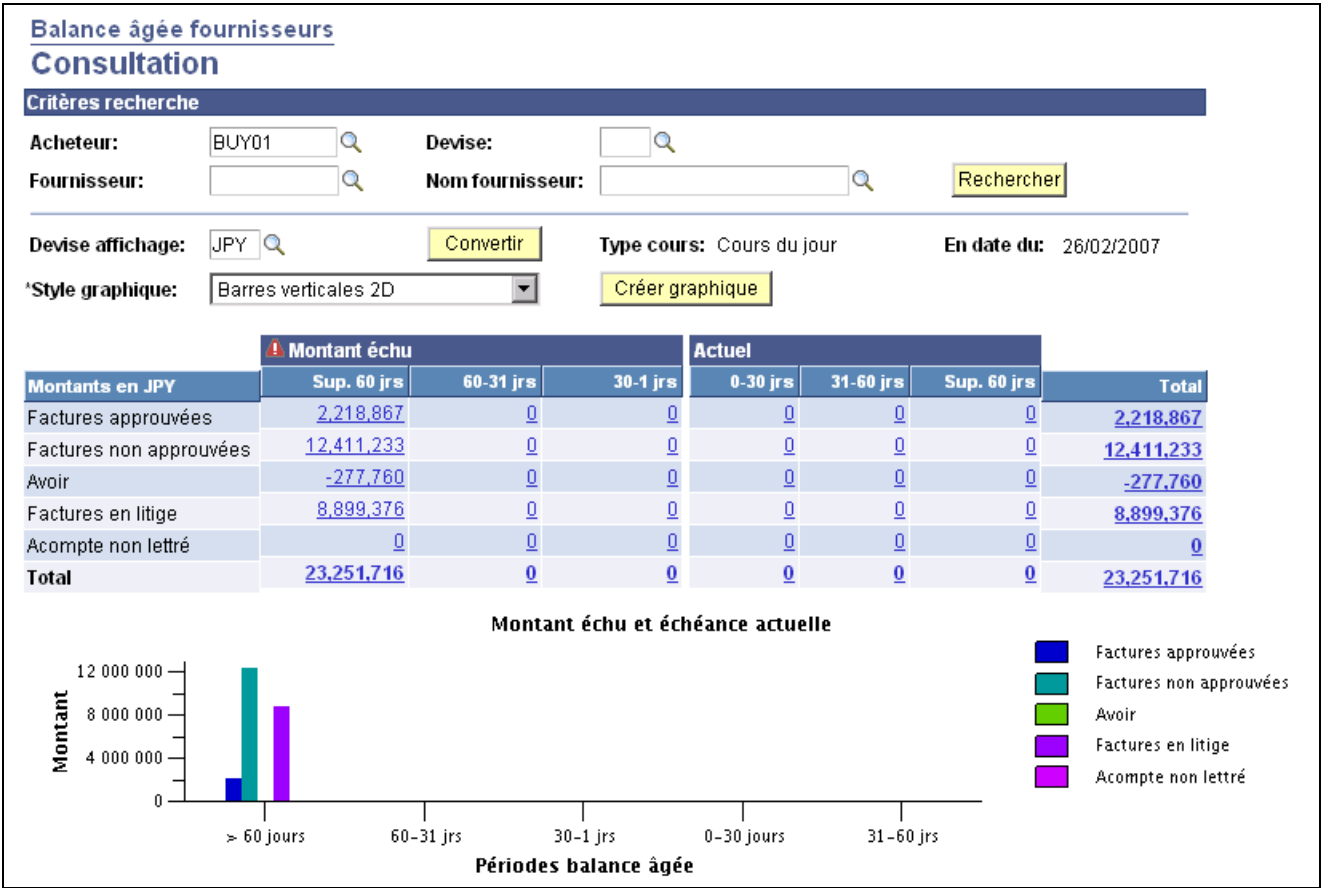 Balance âgée fournisseurs
Consultation
Critères recherche
Acheteur: BUY01 Devise:
Fournisseur: Nom fournisseur: Rechercher
Devise affichage: JPY Convertir Type cours: Cours du jour En date du: 26/02/2007
*Style graphique: Barres verticales 2D Créer graphique
Montant échu Actuel
Montants en JPY Sup. 60 jrs 60-31 jrs 30-1 jrs 0-30 jrs 31-60 jrs Sup. 60 jrs Total
Factures approuvées 2,218,867 0 0 0 0 0 2,218,867
Factures non approuvées 12,411,233 0 0 0 0 0 12,411,233
Avoir -277,760 0 0 0 0 0 -277,760
Factures en litige 8,899,376 0 0 0 0 0 8,899,376
Acompte non lettré 0 0 0 0 0 0 0
Total 23,251,716 0 0 0 0 0 23,251,716
Montant échu et échéance actuelle
Montant
12 000 000
8 000 000
4 000 000
0
> 60 jours 60-31 jrs 30-1 jrs 0-30 jours 31-60 jrs
Périodes balance âgée
Factures approuvées
Factures non approuvées
Avoir
Factures en litige
Acompte non lettré